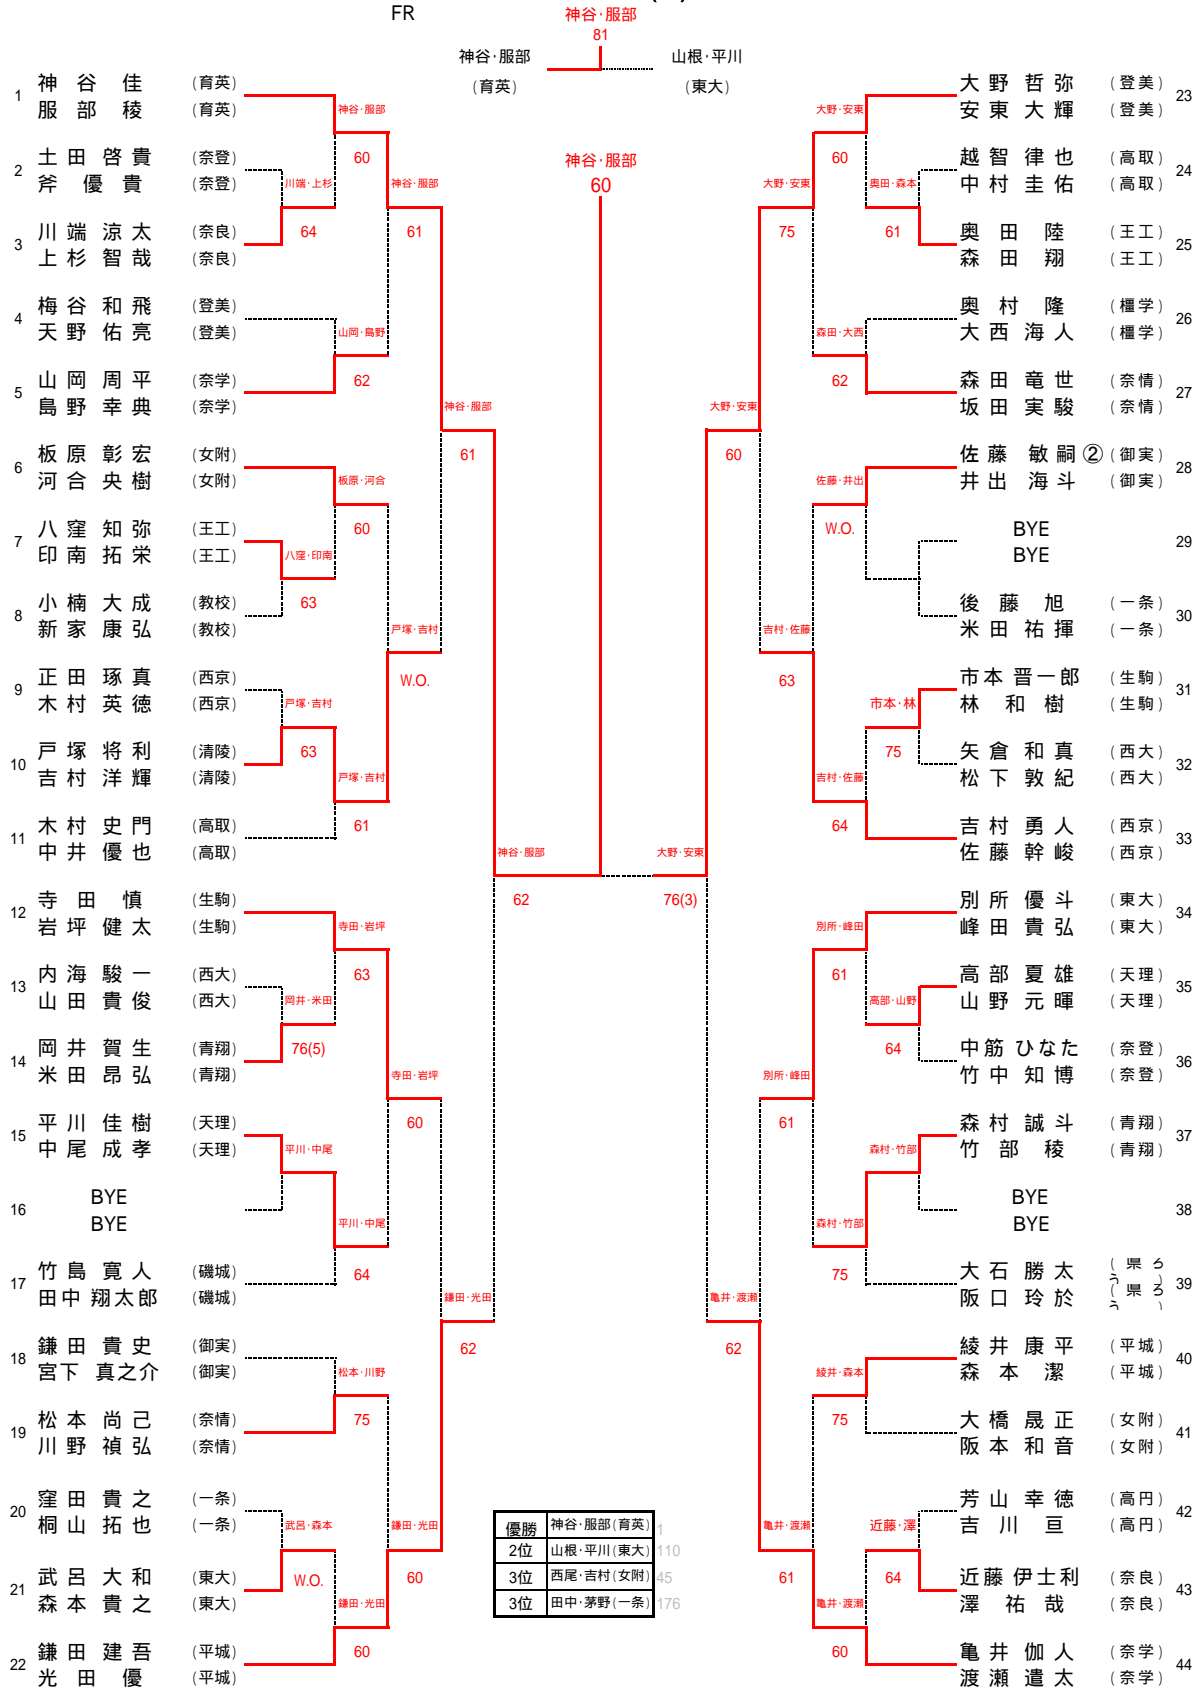 FR
神谷·服部
81
神谷·服部
(育英)
山根·平川
(東大)
神谷·服部
60
1 神谷 佳 (育英)
服部 稜 (育英)
2 土田 啓貴 (奈登)
斧 優貴 (奈登)
3 川端 涼太 (奈良)
上杉 智哉 (奈良)
4 梅谷 和飛 (登美)
天野 佑亮 (登美)
5 山岡 周平 (奈学)
島野 幸典 (奈学)
6 板原 彰宏 (女附)
河合 央樹 (女附)
7 八窪 知弥 (王工)
印南 拓栄 (王工)
8 小楠 大成 (教校)
新家 康弘 (教校)
9 正田 琢真 (西京)
木村 英徳 (西京)
10 戸塚 将利 (清陵)
吉村 洋輝 (清陵)
11 木村 史門 (高取)
中井 優也 (高取)
12 寺田 慎 (生駒)
岩坪 健太 (生駒)
13 内海 駿一 (西大)
山田 貴俊 (西大)
14 岡井 賀生 (青翔)
米田 昂弘 (青翔)
15 平川 佳樹 (天理)
中尾 成孝 (天理)
16 BYE
BYE
17 竹島 寛人 (磯城)
田中 翔太郎 (磯城)
18 鎌田 貴史 (御実)
宮下 真之介 (御実)
19 松本 尚己 (奈情)
川野 禎弘 (奈情)
20 窪田 貴之 (一条)
桐山 拓也 (一条)
21 武呂 大和 (東大)
森本 貴之 (東大)
22 鎌田 建吾 (平城)
光田 優 (平城)
神谷·服部
60
川端·上杉
64
山岡·島野
62
板原·河合
60
八窪·印南
63
戸塚·吉村
63
戸塚·吉村
61
寺田·岩坪
63
岡井·米田
76(5)
平川·中尾
平川·中尾
64
松本·川野
75
武呂·森本
W.O.
鎌田·光田
60
神谷·服部
61
戸塚·吉村
W.O.
寺田·岩坪
60
鎌田·光田
60
神谷·服部
61
鎌田·光田
62
神谷·服部
62
大野·安東
76(3)
大野·安東
60
亀井·渡瀬
62
大野·安東
75
吉村·佐藤
63
別所·峰田
61
亀井·渡瀬
61
大野·安東
60
奥田·森本
61
森田·大西
62
佐藤·井出
W.O.
市本·林
75
吉村·佐藤
64
別所·峰田
61
高部·山野
64
森村·竹部
森村·竹部
75
綾井·森本
75
近藤·澤
64
亀井·渡瀬
60
大野 哲弥 (登美) 23
安東 大輝 (登美)
越智 律也 (高取) 24
中村 圭佑 (高取)
奥田 陸 (王工) 25
森田 翔 (王工)
奥村 隆 (橿学) 26
大西 海人 (橿学)
森田 竜世 (奈情) 27
坂田 実駿 (奈情)
佐藤 敏嗣② (御実) 28
井出 海斗 (御実)
BYE 29
BYE
後藤 旭 (一条) 30
米田 祐揮 (一条)
市本 晋一郎 (生駒) 31
林 和樹 (生駒)
矢倉 和真 (西大) 32
松下 敦紀 (西大)
吉村 勇人 (西京) 33
佐藤 幹峻 (西京)
別所 優斗 (東大) 34
峰田 貴弘 (東大)
高部 夏雄 (天理) 35
山野 元暉 (天理)
中筋 ひなた (奈登) 36
竹中 知博 (奈登)
森村 誠斗 (青翔) 37
竹部 稜 (青翔)
BYE 38
BYE
大石 勝太 (県ろう) 39
阪口 玲於 (県ろう)
綾井 康平 (平城) 40
森本 潔 (平城)
大橋 晟正 (女附) 41
阪本 和音 (女附)
芳山 幸徳 (高円) 42
吉川 亘 (高円)
近藤 伊士利 (奈良) 43
澤 祐哉 (奈良)
亀井 伽人 (奈学) 44
渡瀬 遣太 (奈学)
優勝 神谷·服部(育英) 1
2位 山根·平川(東大) 110
3位 西尾·吉村(女附) 45
3位 田中·茅野(一条) 176